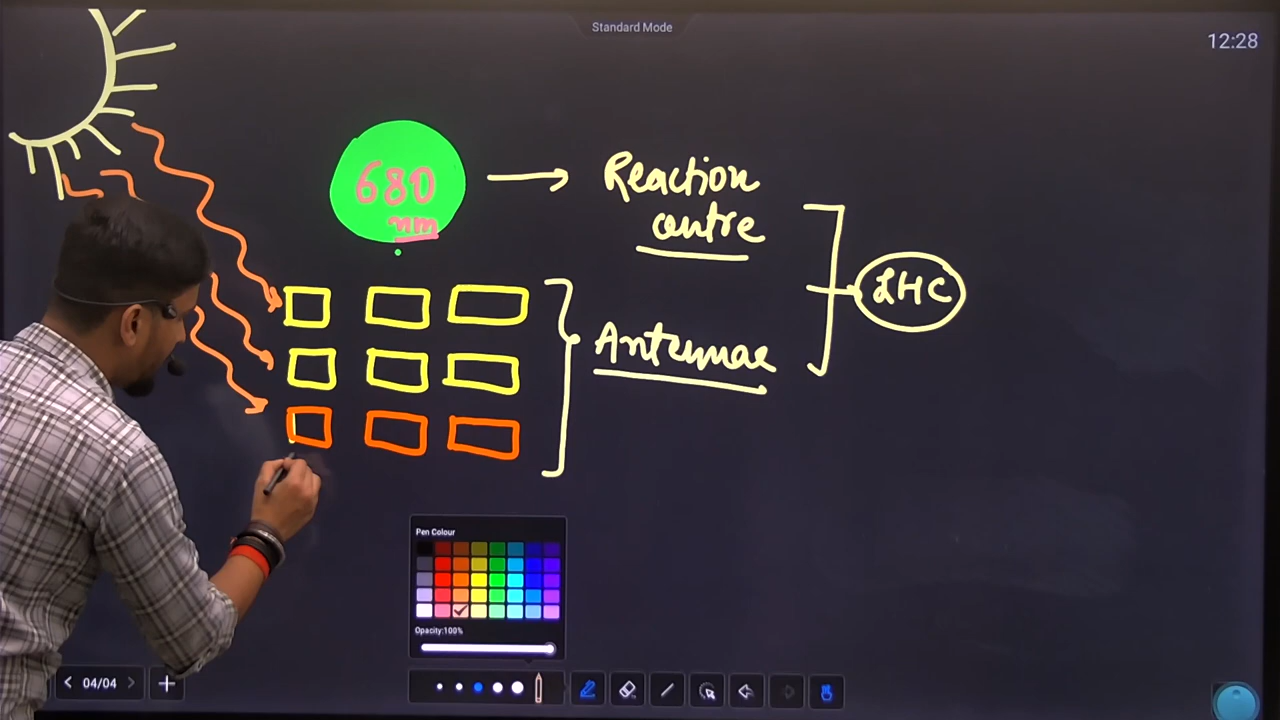 Standard Mode
12:28
680
nm
Reaction
centre
LHC
Antennae
Pen Colour
Opacity:100%
04/04